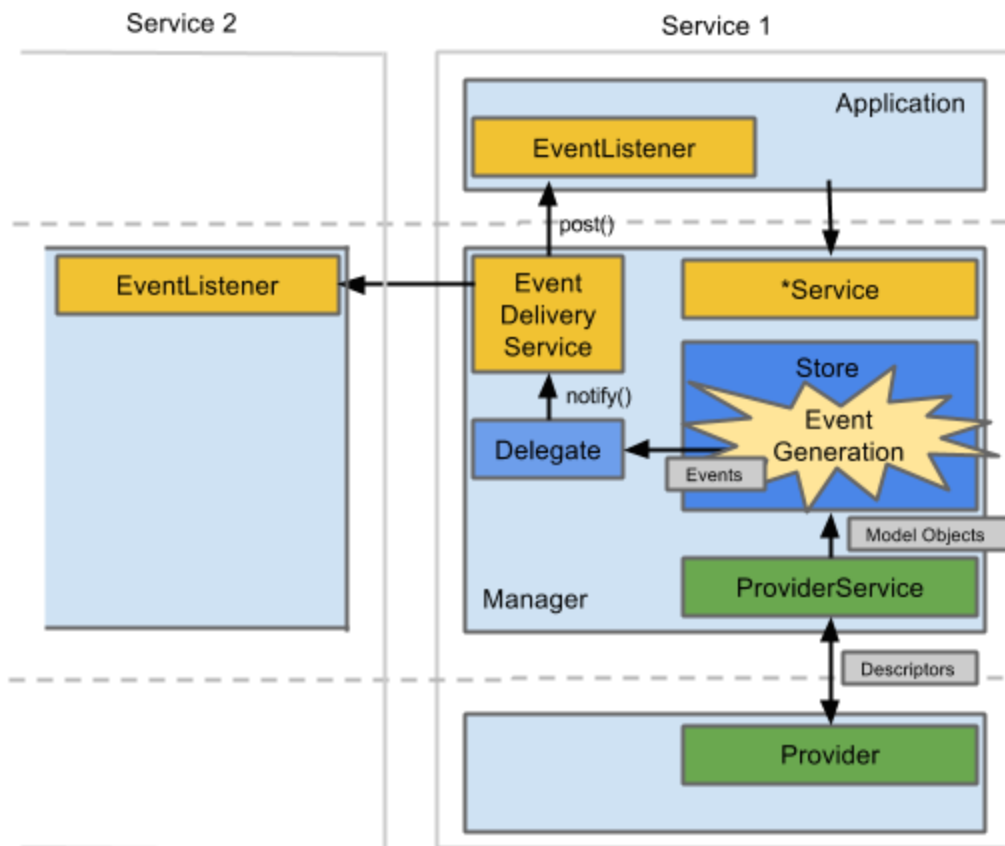 Service 2
Service 1
Application
EventListener
post()
EventListener
Event
Delivery
Service
*Service
Store
Event
Generation
notify()
Delegate
Events
Model Objects
ProviderService
Manager
Descriptors
Provider